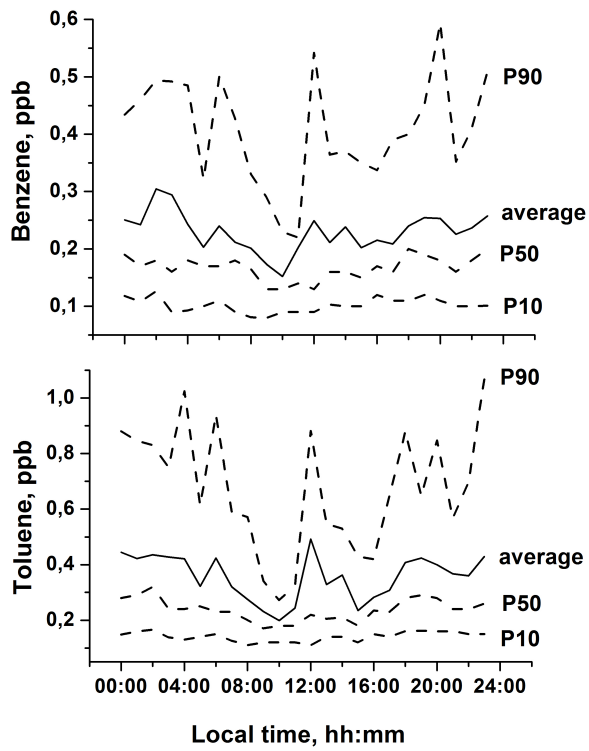 0,6
0,5
0,4
0,3
0,2
0,1
Benzene, ppb
P90
average
P50
P10
1,0
0,8
0,6
0,4
0,2
Toluene, ppb
P90
average
P50
P10
00:00 04:00 08:00 12:00 16:00 20:00 24:00
Local time, hh:mm